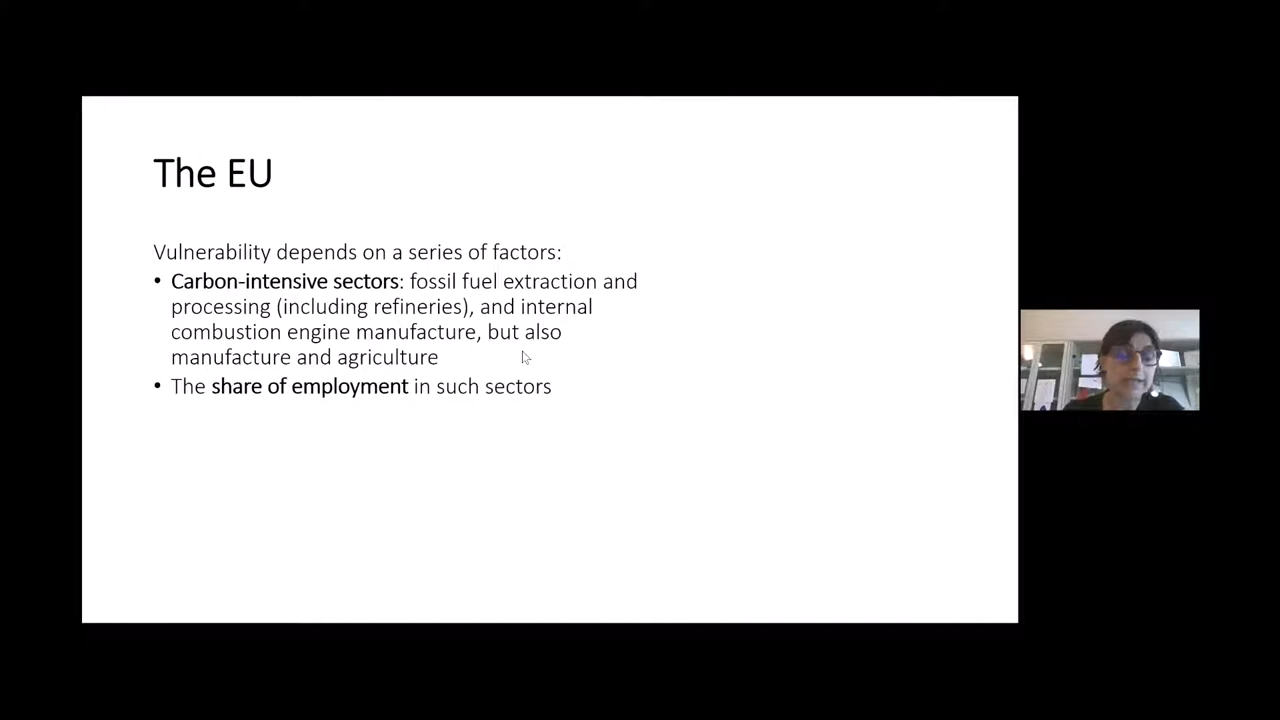 The EU
Vulnerability depends on a series of factors:
• Carbon-intensive sectors: fossil fuel extraction and
processing (including refineries), and internal
combustion engine manufacture, but also
manufacture and agriculture
• The share of employment in such sectors